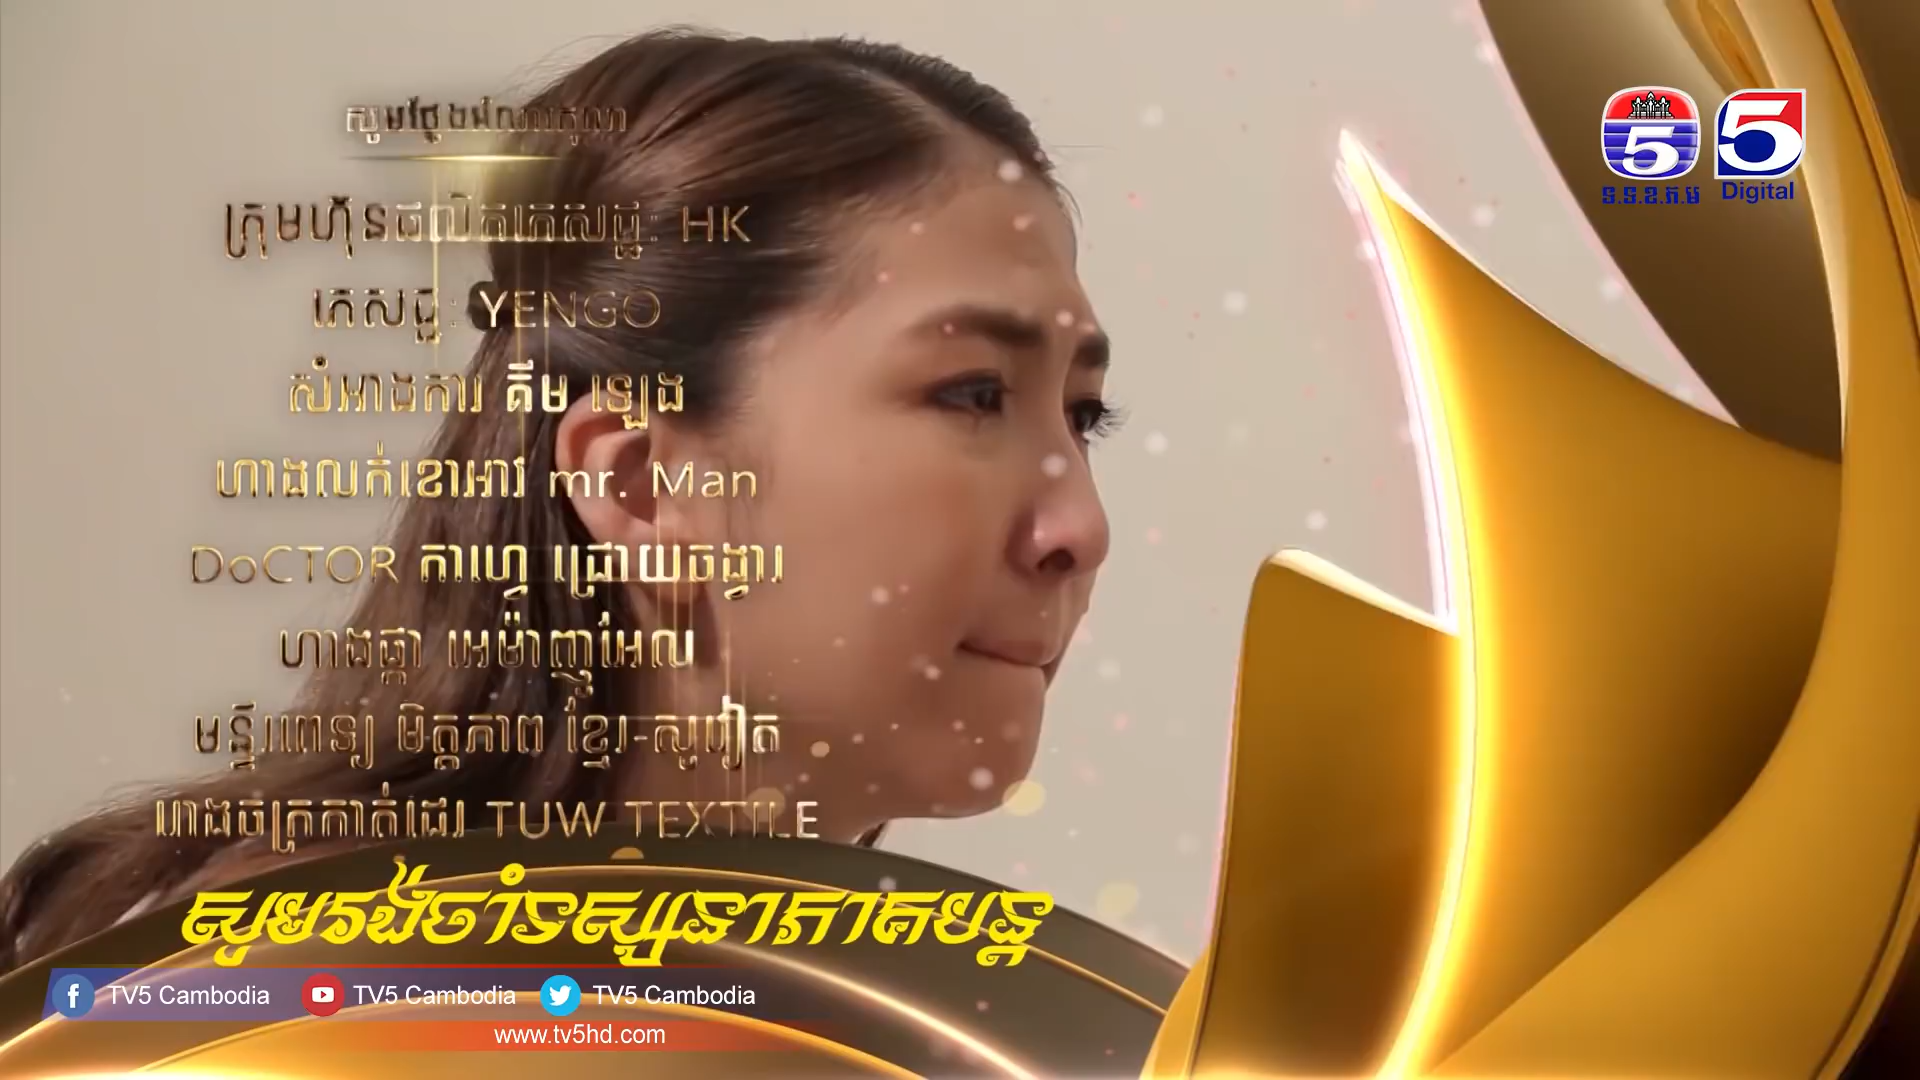 សូមថ្លែងអំណរគុណ
ក្រុមហ៊ុនផលិតភេសជ្ជៈ HK
ភេសជ្ជៈ YENGO
សំអាងការ គីម ឡេង
ហាងលក់ខោអាវ mr. Man
DoCTOR កាហ្វេ ជ្រោយចង្វារ
ហាងផ្កា អេម៉ាញូអែល
មន្ទីរពេទ្យ មិត្តភាព ខ្មែរ-សូវៀត
រោងចក្រកាត់ដេរ TUW TEXTILE
សូមរង់ចាំទស្សនាភាគបន្ត
TV5 Cambodia TV5 Cambodia TV5 Cambodia
www.tv5hd.com
5 5
ទ.ទ.ខ.ភ.ម Digital